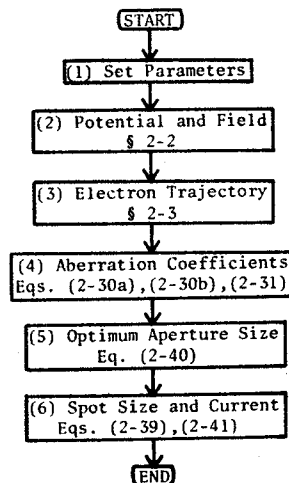 START
(1) Set Parameters
(2) Potential and Field
§ 2-2
(3) Electron Trajectory
§ 2-3
(4) Aberration Coefficients
Eqs. (2-30a),(2-30b),(2-31)
(5) Optimum Aperture Size
Eq. (2-40)
(6) Spot Size and Current
Eqs. (2-39),(2-41)
END